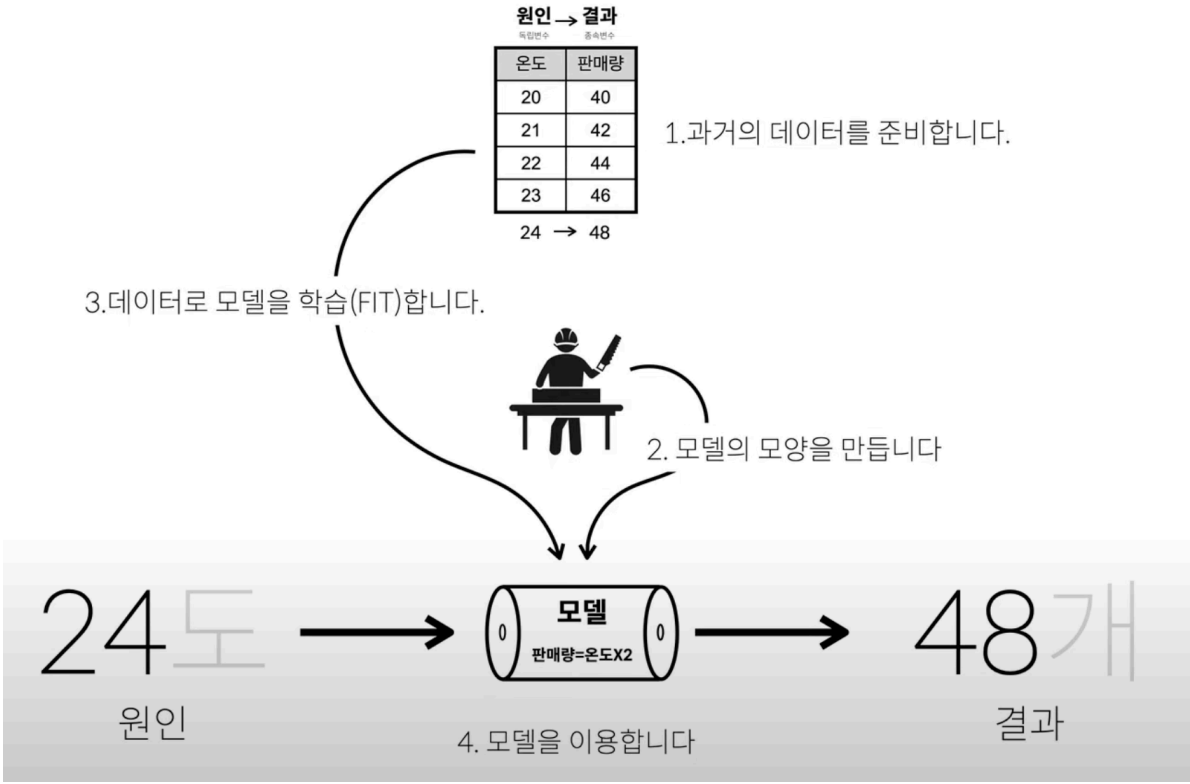 원인 → 결과
독립변수 종속변수
온도 판매량
20 40
21 42
22 44
23 46
24 → 48
1.과거의 데이터를 준비합니다.
3.데이터로 모델을 학습(FIT)합니다.
2. 모델의 모양을 만듭니다
24도
모델
판매량=온도X2
48개
원인
결과
4. 모델을 이용합니다